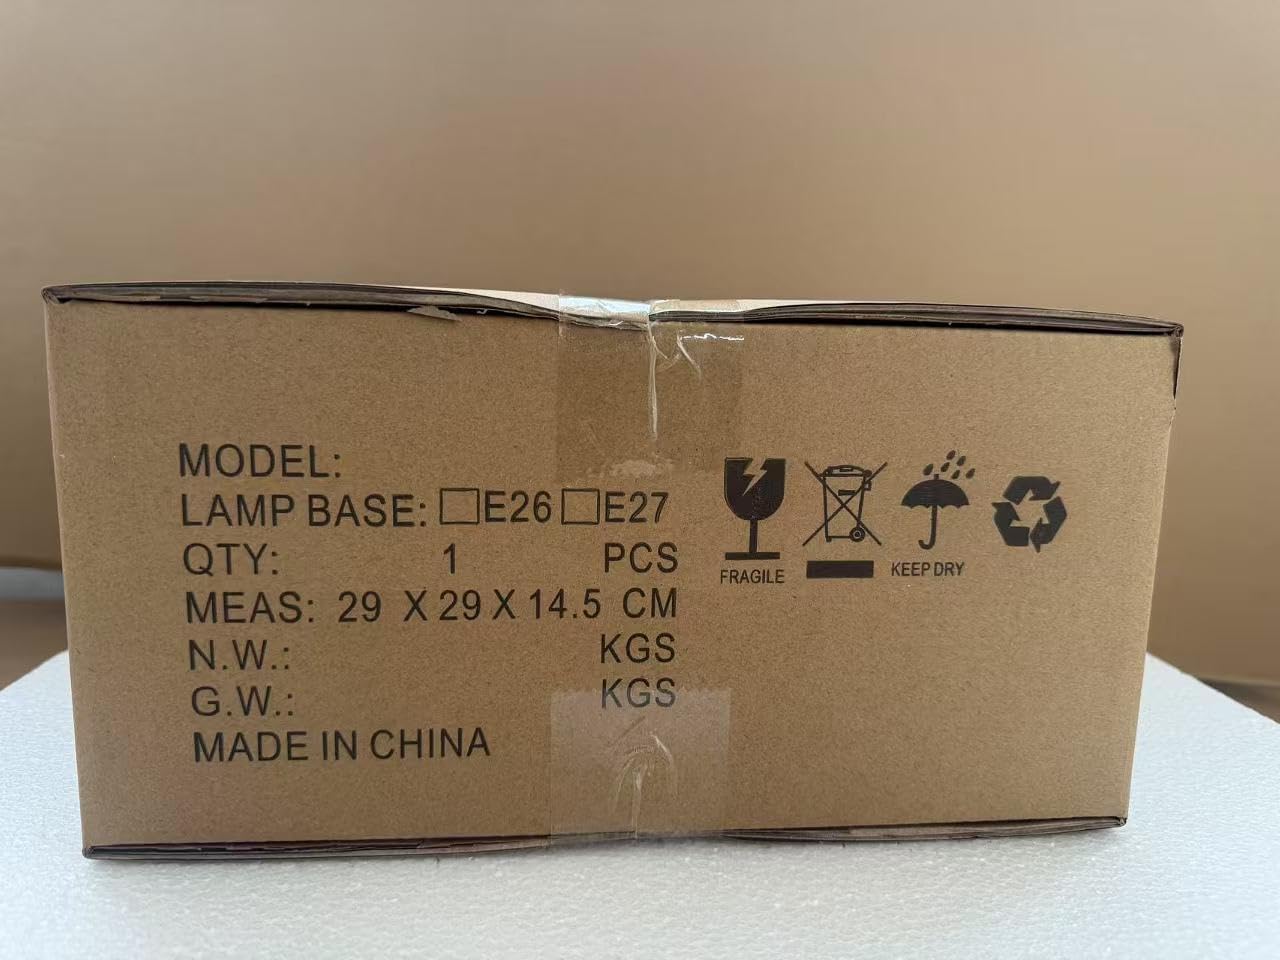 MODEL:
LAMP BASE: □E26 □E27
QTY: 1 PCS
MEAS: 29 X 29 X 14.5 CM
N.W.: KGS
G.W.: KGS
MADE IN CHINA
FRAGILE
KEEP DRY